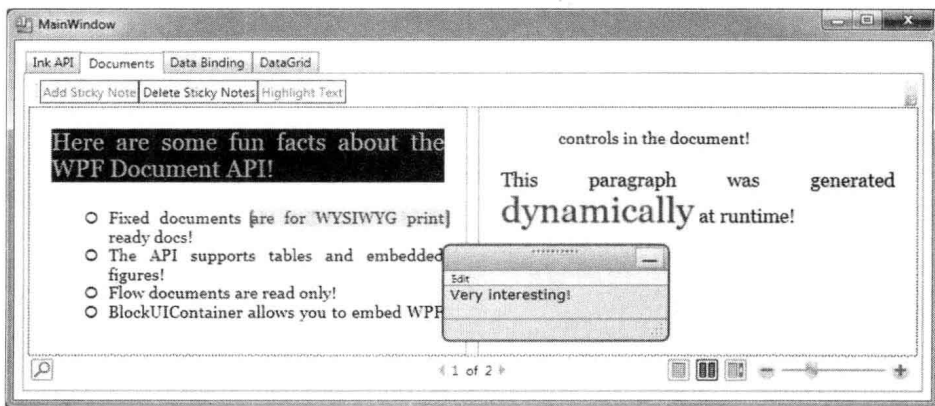 MainWindow
Ink API Documents Data Binding DataGrid
Add Sticky Note Delete Sticky Notes Highlight Text
Here are some fun facts about the
WPF Document API!
Fixed documents are for WYSIWYG print
ready docs!
The API supports tables and embedded
figures!
Flow documents are read only!
BlockUIContainer allows you to embed WPF
controls in the document!
This paragraph was generated
dynamically at runtime!
Edit
Very interesting!
1 of 2